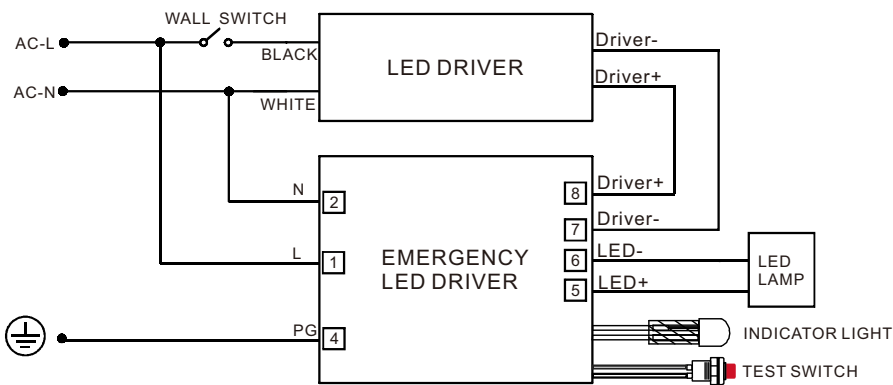 WALL SWITCH
AC-L
BLACK
AC-N
WHITE
LED DRIVER
Driver-
Driver+
N
2
L
1
PG
4
EMERGENCY
LED DRIVER
8
Driver+
7
Driver-
6
LED-
5
LED+
LED
LAMP
INDICATOR LIGHT
TEST SWITCH